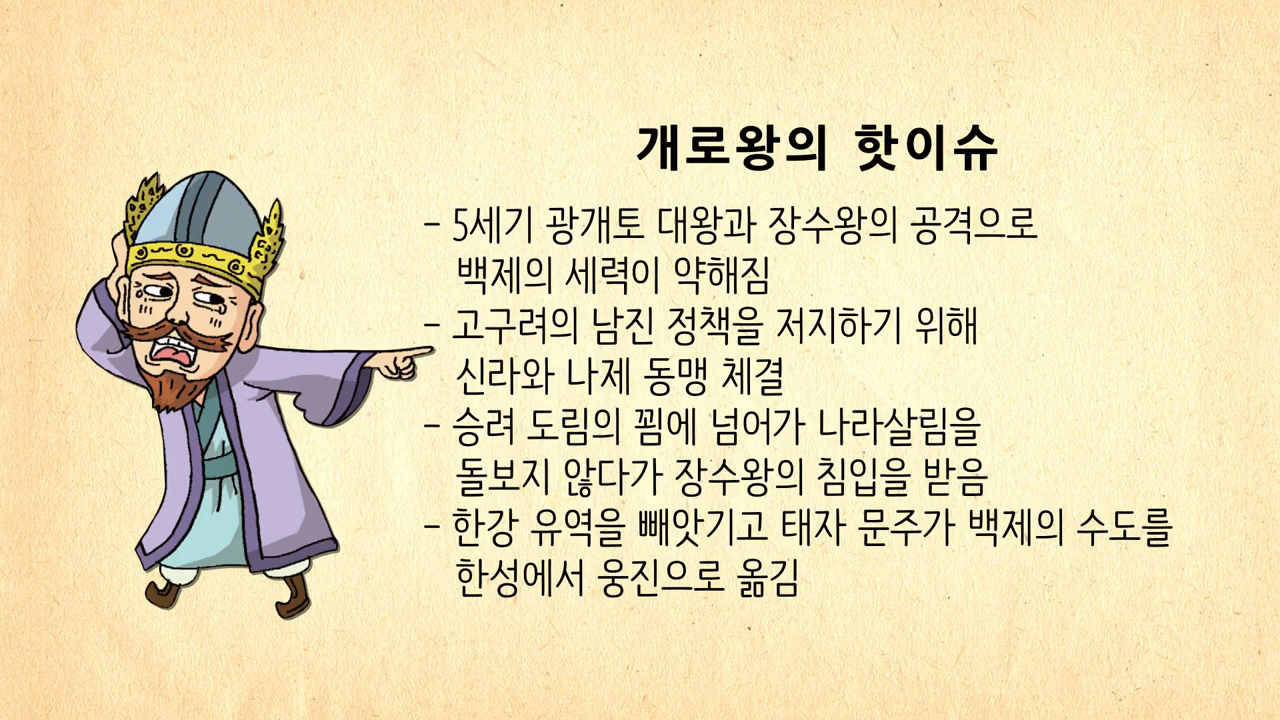 개로왕의 핫이슈
- 5세기 광개토 대왕과 장수왕의 공격으로
백제의 세력이 약해짐
- 고구려의 남진 정책을 저지하기 위해
신라와 나제 동맹 체결
- 승려 도림의 꾐에 넘어가 나라살림을
돌보지 않다가 장수왕의 침입을 받음
- 한강 유역을 빼앗기고 태자 문주가 백제의 수도를
한성에서 웅진으로 옮김